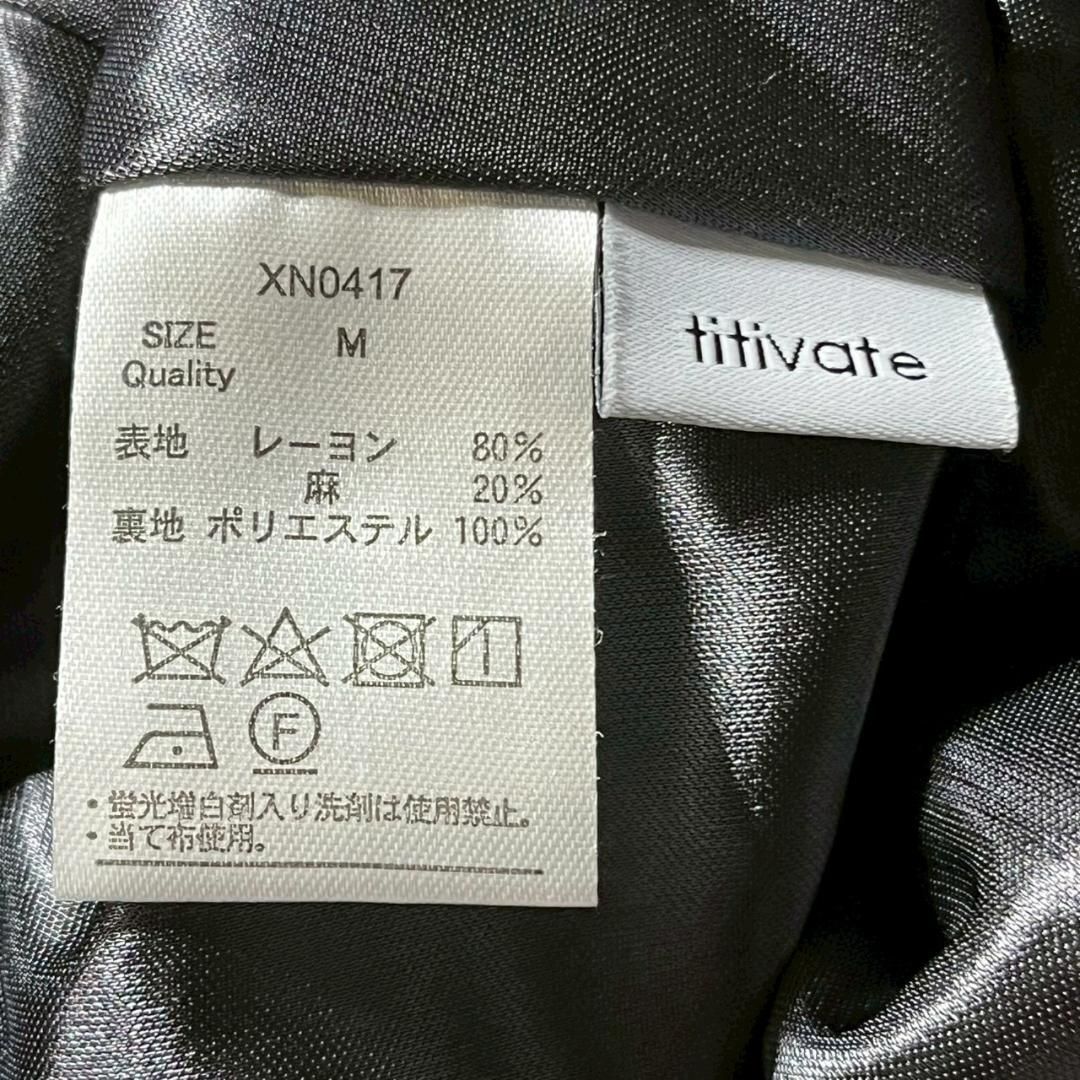 XN0417
SIZE M
Quality
表地 レーヨン 80%
麻 20%
裏地 ポリエステル 100%
F
・蛍光増白剤入り洗剤は使用禁止。
・当て布使用。
titivate